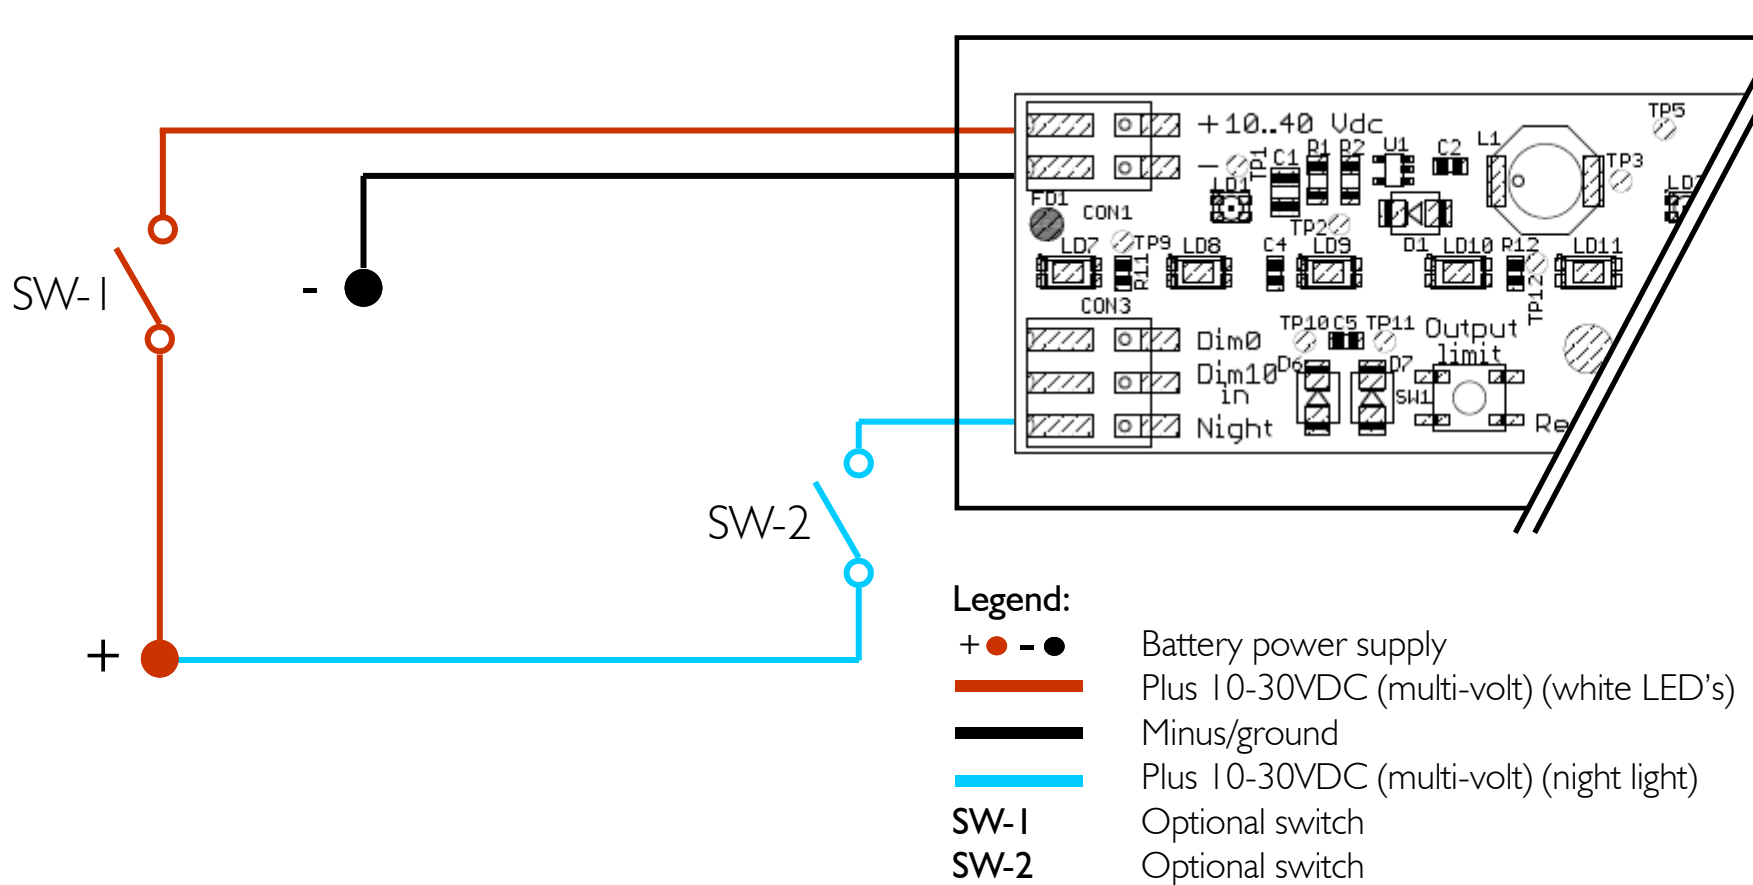 +10..40 Vdc
TP5
R1 R2 U1 C2 L1
TP1 C1 TP3
−
LD1
FD1
CON1
TP2
D1
LD7 TP9 LD8 C4 LD9 LD10 R12 LD11
R11
TP12
CON3
SW-1
-
TP10 C5 TP11 Output
limit
Dim0
D6 D7
Dim10
in
SW1
Night
Re
SW-2
+
Legend:
+ - Battery power supply
Plus 10-30VDC (multi-volt) (white LED’s)
Minus/ground
Plus 10-30VDC (multi-volt) (night light)
SW-1 Optional switch
SW-2 Optional switch